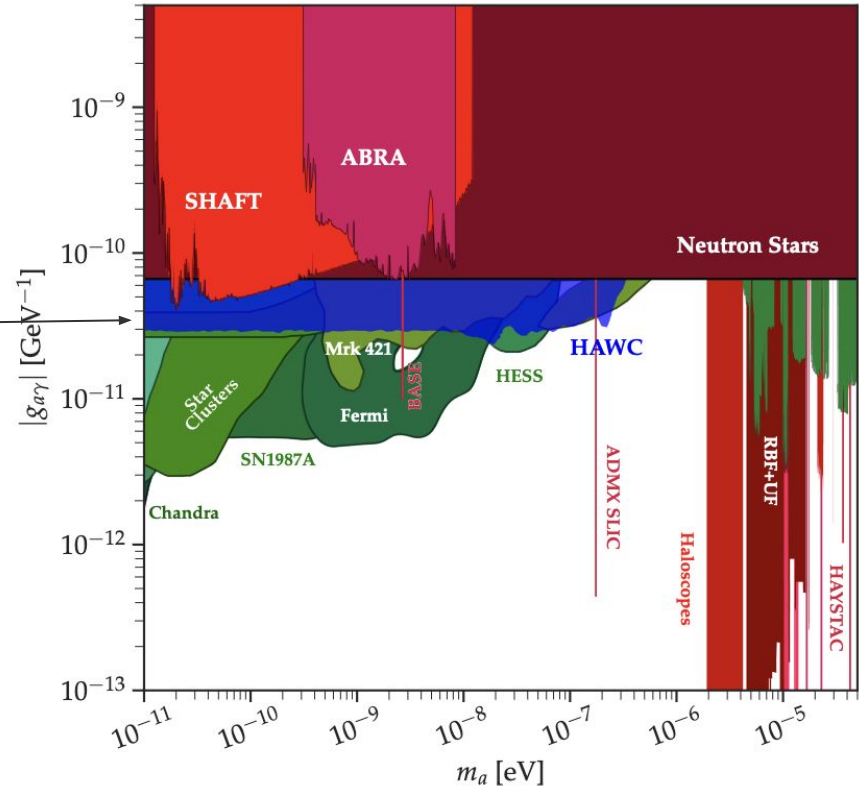 10⁻⁹
10⁻¹⁰
10⁻¹¹
10⁻¹²
10⁻¹³
|gₐᵧ| [GeV⁻¹]
SHAFT
ABRA
Neutron Stars
Mrk 421
HAWC
BASE
HESS
Star
Clusters
Fermi
SN1987A
Chandra
ADMX SLIC
Haloscopes
RBF+UF
HAYSTAC
10⁻¹¹ 10⁻¹⁰ 10⁻⁹ 10⁻⁸ 10⁻⁷ 10⁻⁶ 10⁻⁵
mₐ [eV]